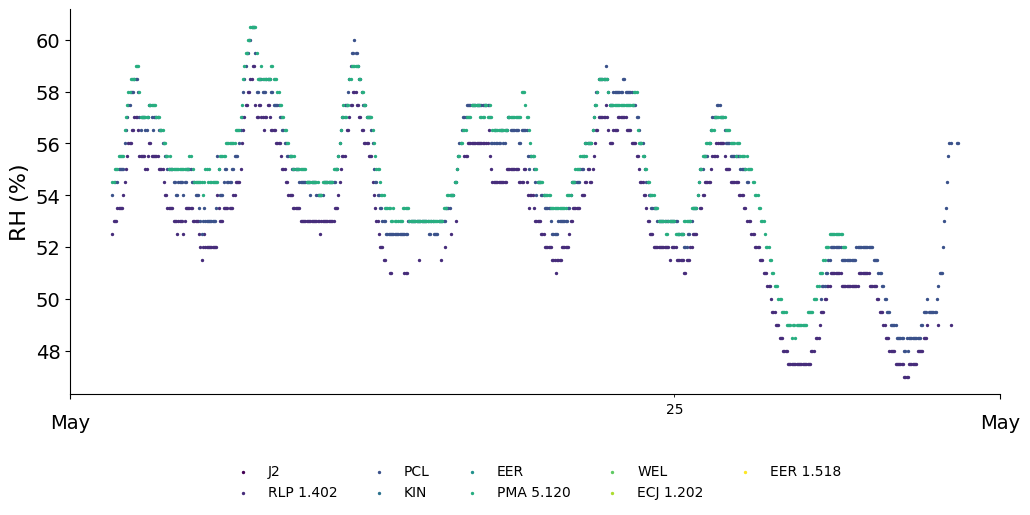 60
58
56
54
52
50
48
RH (%)
25
May
May
J2
PCL
EER
WEL
EER 1.518
RLP 1.402
KIN
PMA 5.120
ECJ 1.202